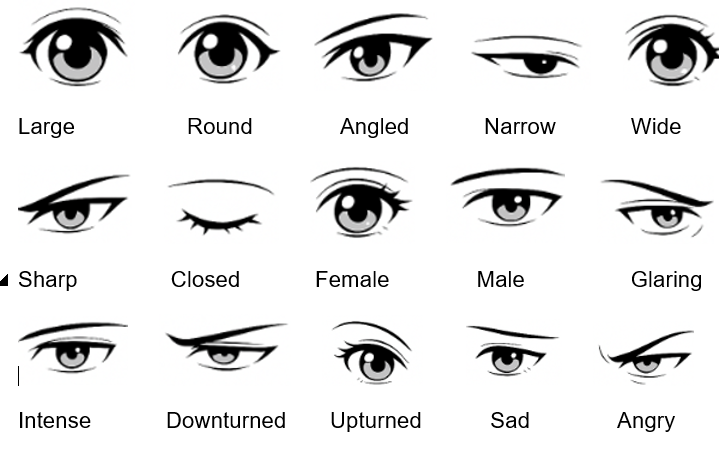 Large Round Angled Narrow Wide
Sharp Closed Female Male Glaring
Intense Downturned Upturned Sad Angry